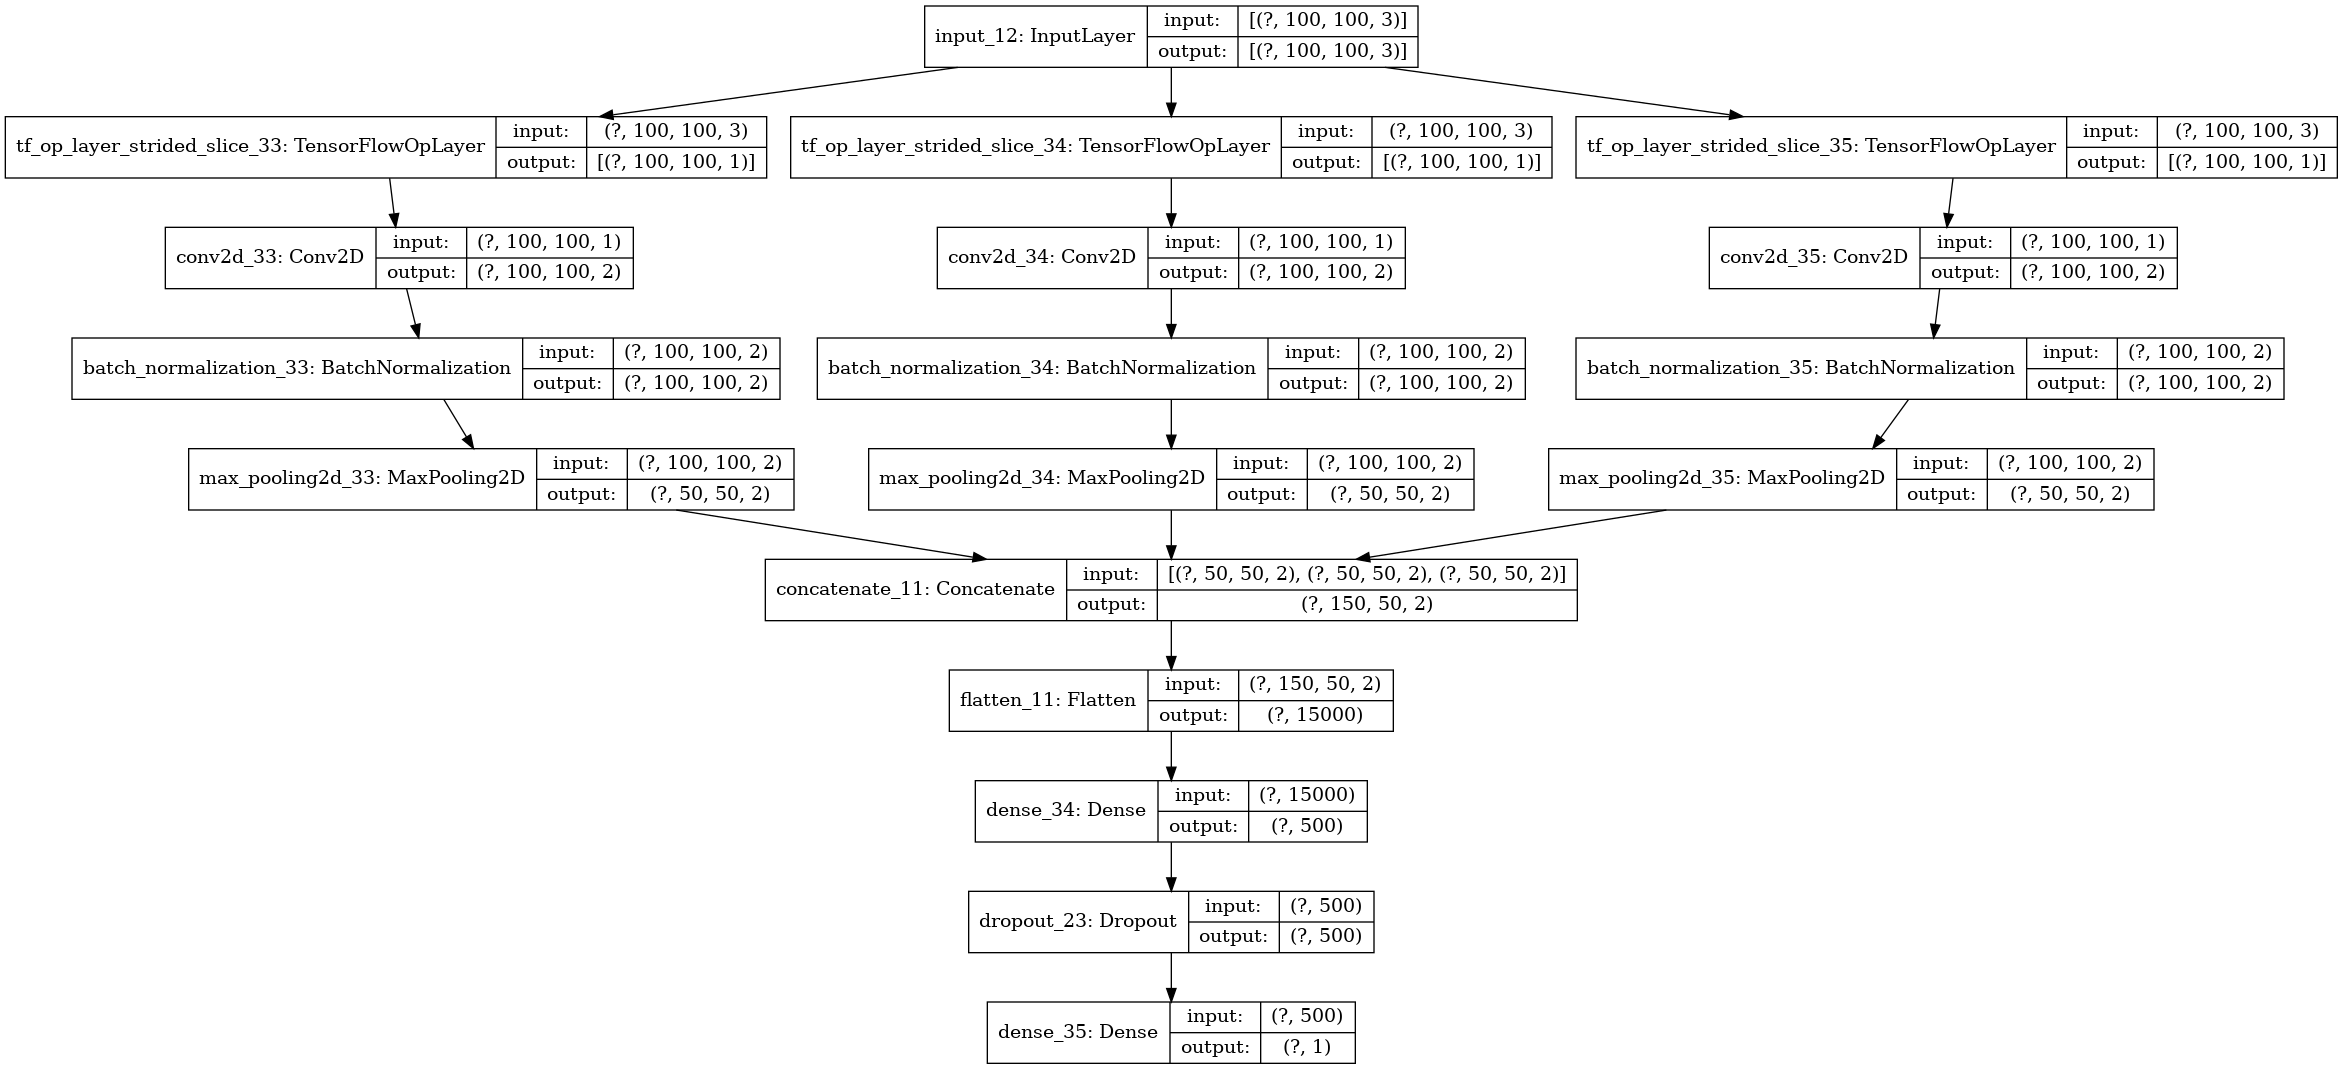 input_12: InputLayer
input: [(?, 100, 100, 3)]
output: [(?, 100, 100, 3)]
tf_op_layer_strided_slice_33: TensorFlowOpLayer
input: (?, 100, 100, 3)
output: [(?, 100, 100, 1)]
tf_op_layer_strided_slice_34: TensorFlowOpLayer
input: (?, 100, 100, 3)
output: [(?, 100, 100, 1)]
tf_op_layer_strided_slice_35: TensorFlowOpLayer
input: (?, 100, 100, 3)
output: [(?, 100, 100, 1)]
conv2d_33: Conv2D
input: (?, 100, 100, 1)
output: (?, 100, 100, 2)
conv2d_34: Conv2D
input: (?, 100, 100, 1)
output: (?, 100, 100, 2)
conv2d_35: Conv2D
input: (?, 100, 100, 1)
output: (?, 100, 100, 2)
batch_normalization_33: BatchNormalization
input: (?, 100, 100, 2)
output: (?, 100, 100, 2)
batch_normalization_34: BatchNormalization
input: (?, 100, 100, 2)
output: (?, 100, 100, 2)
batch_normalization_35: BatchNormalization
input: (?, 100, 100, 2)
output: (?, 100, 100, 2)
max_pooling2d_33: MaxPooling2D
input: (?, 100, 100, 2)
output: (?, 50, 50, 2)
max_pooling2d_34: MaxPooling2D
input: (?, 100, 100, 2)
output: (?, 50, 50, 2)
max_pooling2d_35: MaxPooling2D
input: (?, 100, 100, 2)
output: (?, 50, 50, 2)
concatenate_11: Concatenate
input: [(?, 50, 50, 2), (?, 50, 50, 2), (?, 50, 50, 2)]
output: (?, 150, 50, 2)
flatten_11: Flatten
input: (?, 150, 50, 2)
output: (?, 15000)
dense_34: Dense
input: (?, 15000)
output: (?, 500)
dropout_23: Dropout
input: (?, 500)
output: (?, 500)
dense_35: Dense
input: (?, 500)
output: (?, 1)